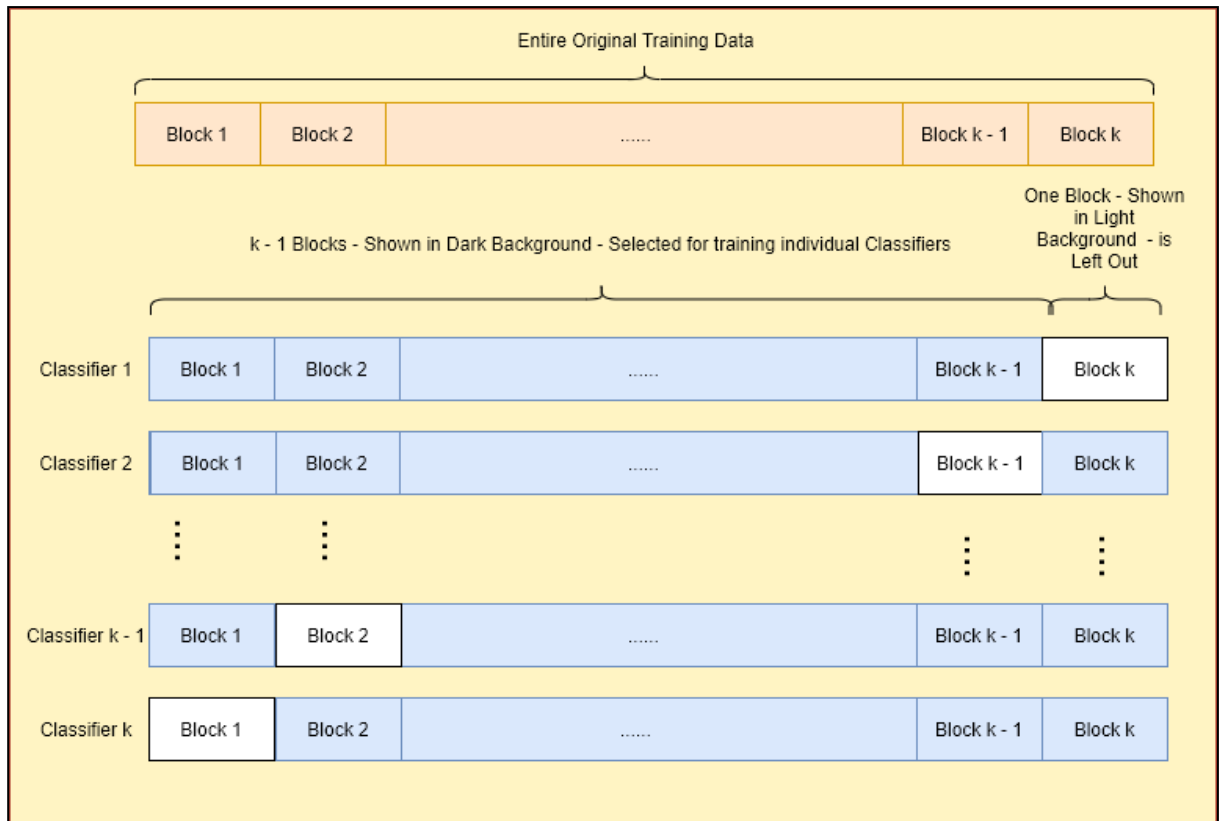 Entire Original Training Data
Block 1 Block 2 ...... Block k - 1 Block k
One Block - Shown
in Light
Background - is
Left Out
k - 1 Blocks - Shown in Dark Background - Selected for training individual Classifiers
Classifier 1 Block 1 Block 2 ...... Block k - 1 Block k
Classifier 2 Block 1 Block 2 ...... Block k - 1 Block k
Classifier k - 1 Block 1 Block 2 ...... Block k - 1 Block k
Classifier k Block 1 Block 2 ...... Block k - 1 Block k